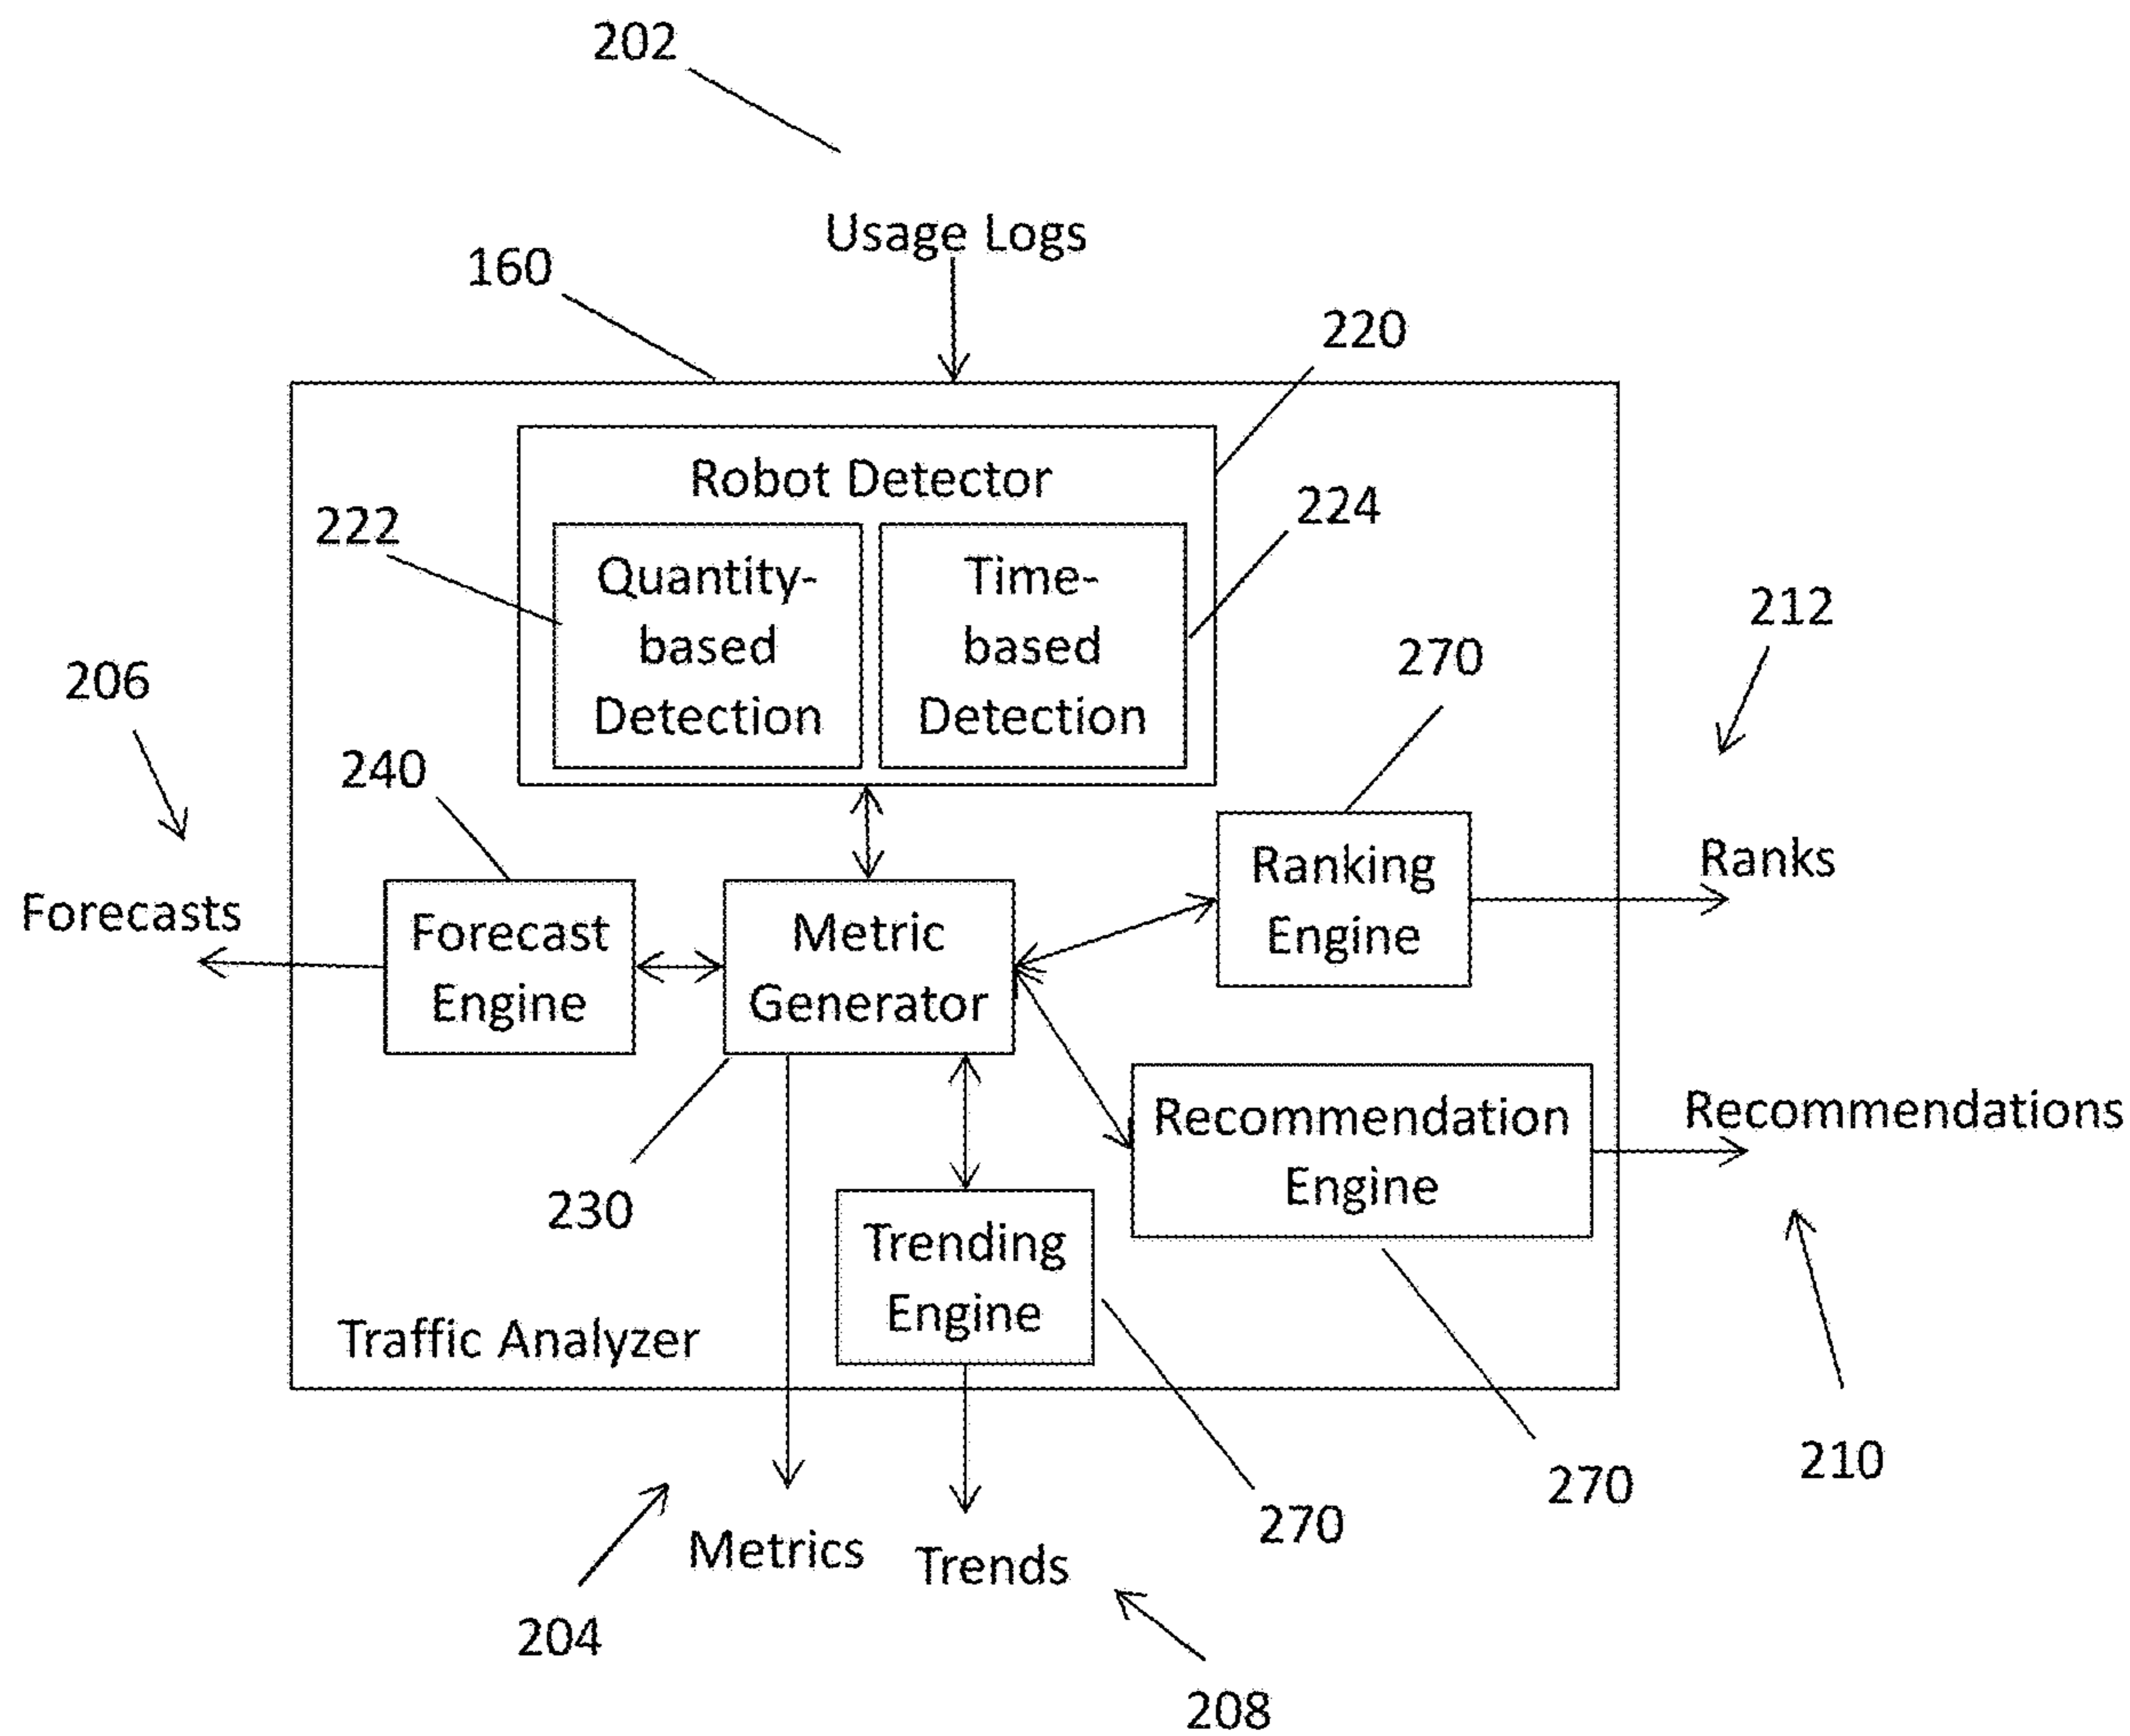 202
Usage Logs
160
220
Robot Detector
222
224
Quantity-
based
Detection
Time-
based
Detection
212
270
206
240
Ranking
Engine
Ranks
Forecasts
Forecast
Engine
Metric
Generator
Recommendation
Engine
Recommendations
230
Trending
Engine
Traffic Analyzer
210
270
270
Metrics
Trends
204
208